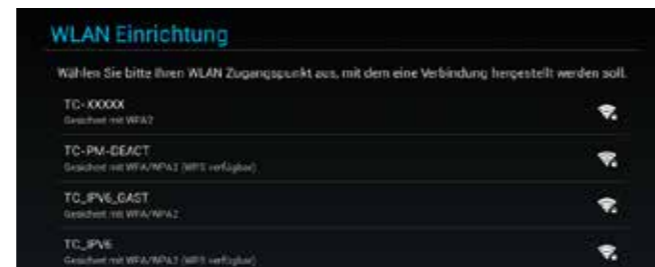 WLAN Einrichtung
Wählen Sie bitte Ihren WLAN Zugangspunkt aus, mit dem eine Verbindung hergestellt werden soll.
TC-XXXXX
Gesichert mit WPA2
TC-PM-DEACT
Gesichert mit WPA/WPA2 (WPS verfügbar)
TC_IPV6_GAST
Gesichert mit WPA/WPA2
TC_IPV6
Gesichert mit WPA/WPA2 (WPS verfügbar)